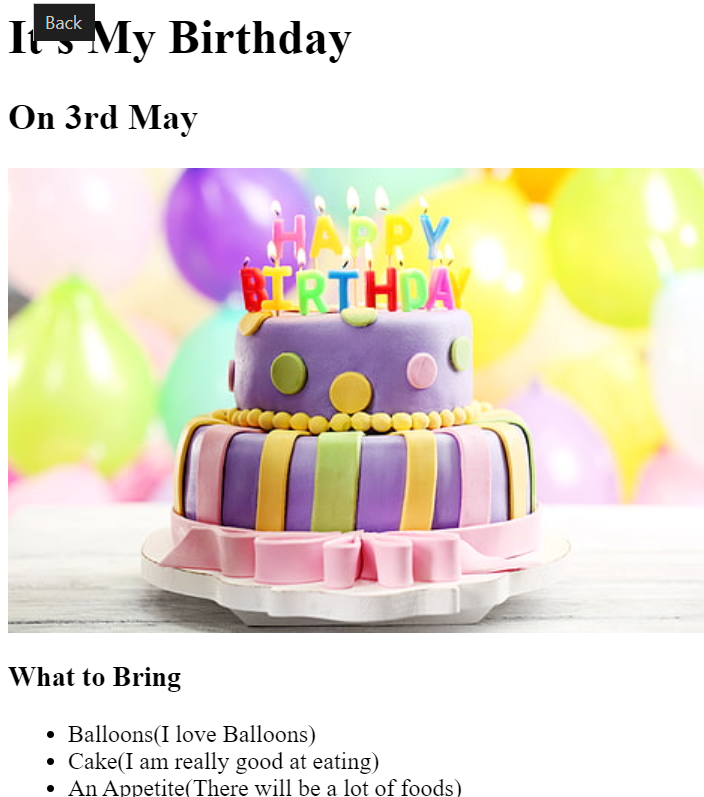 Back
It's My Birthday
On 3rd May
HAPPY
BIRTHDAY
What to Bring
Balloons(I love Balloons)
Cake(I am really good at eating)
An Appetite(There will be a lot of foods)